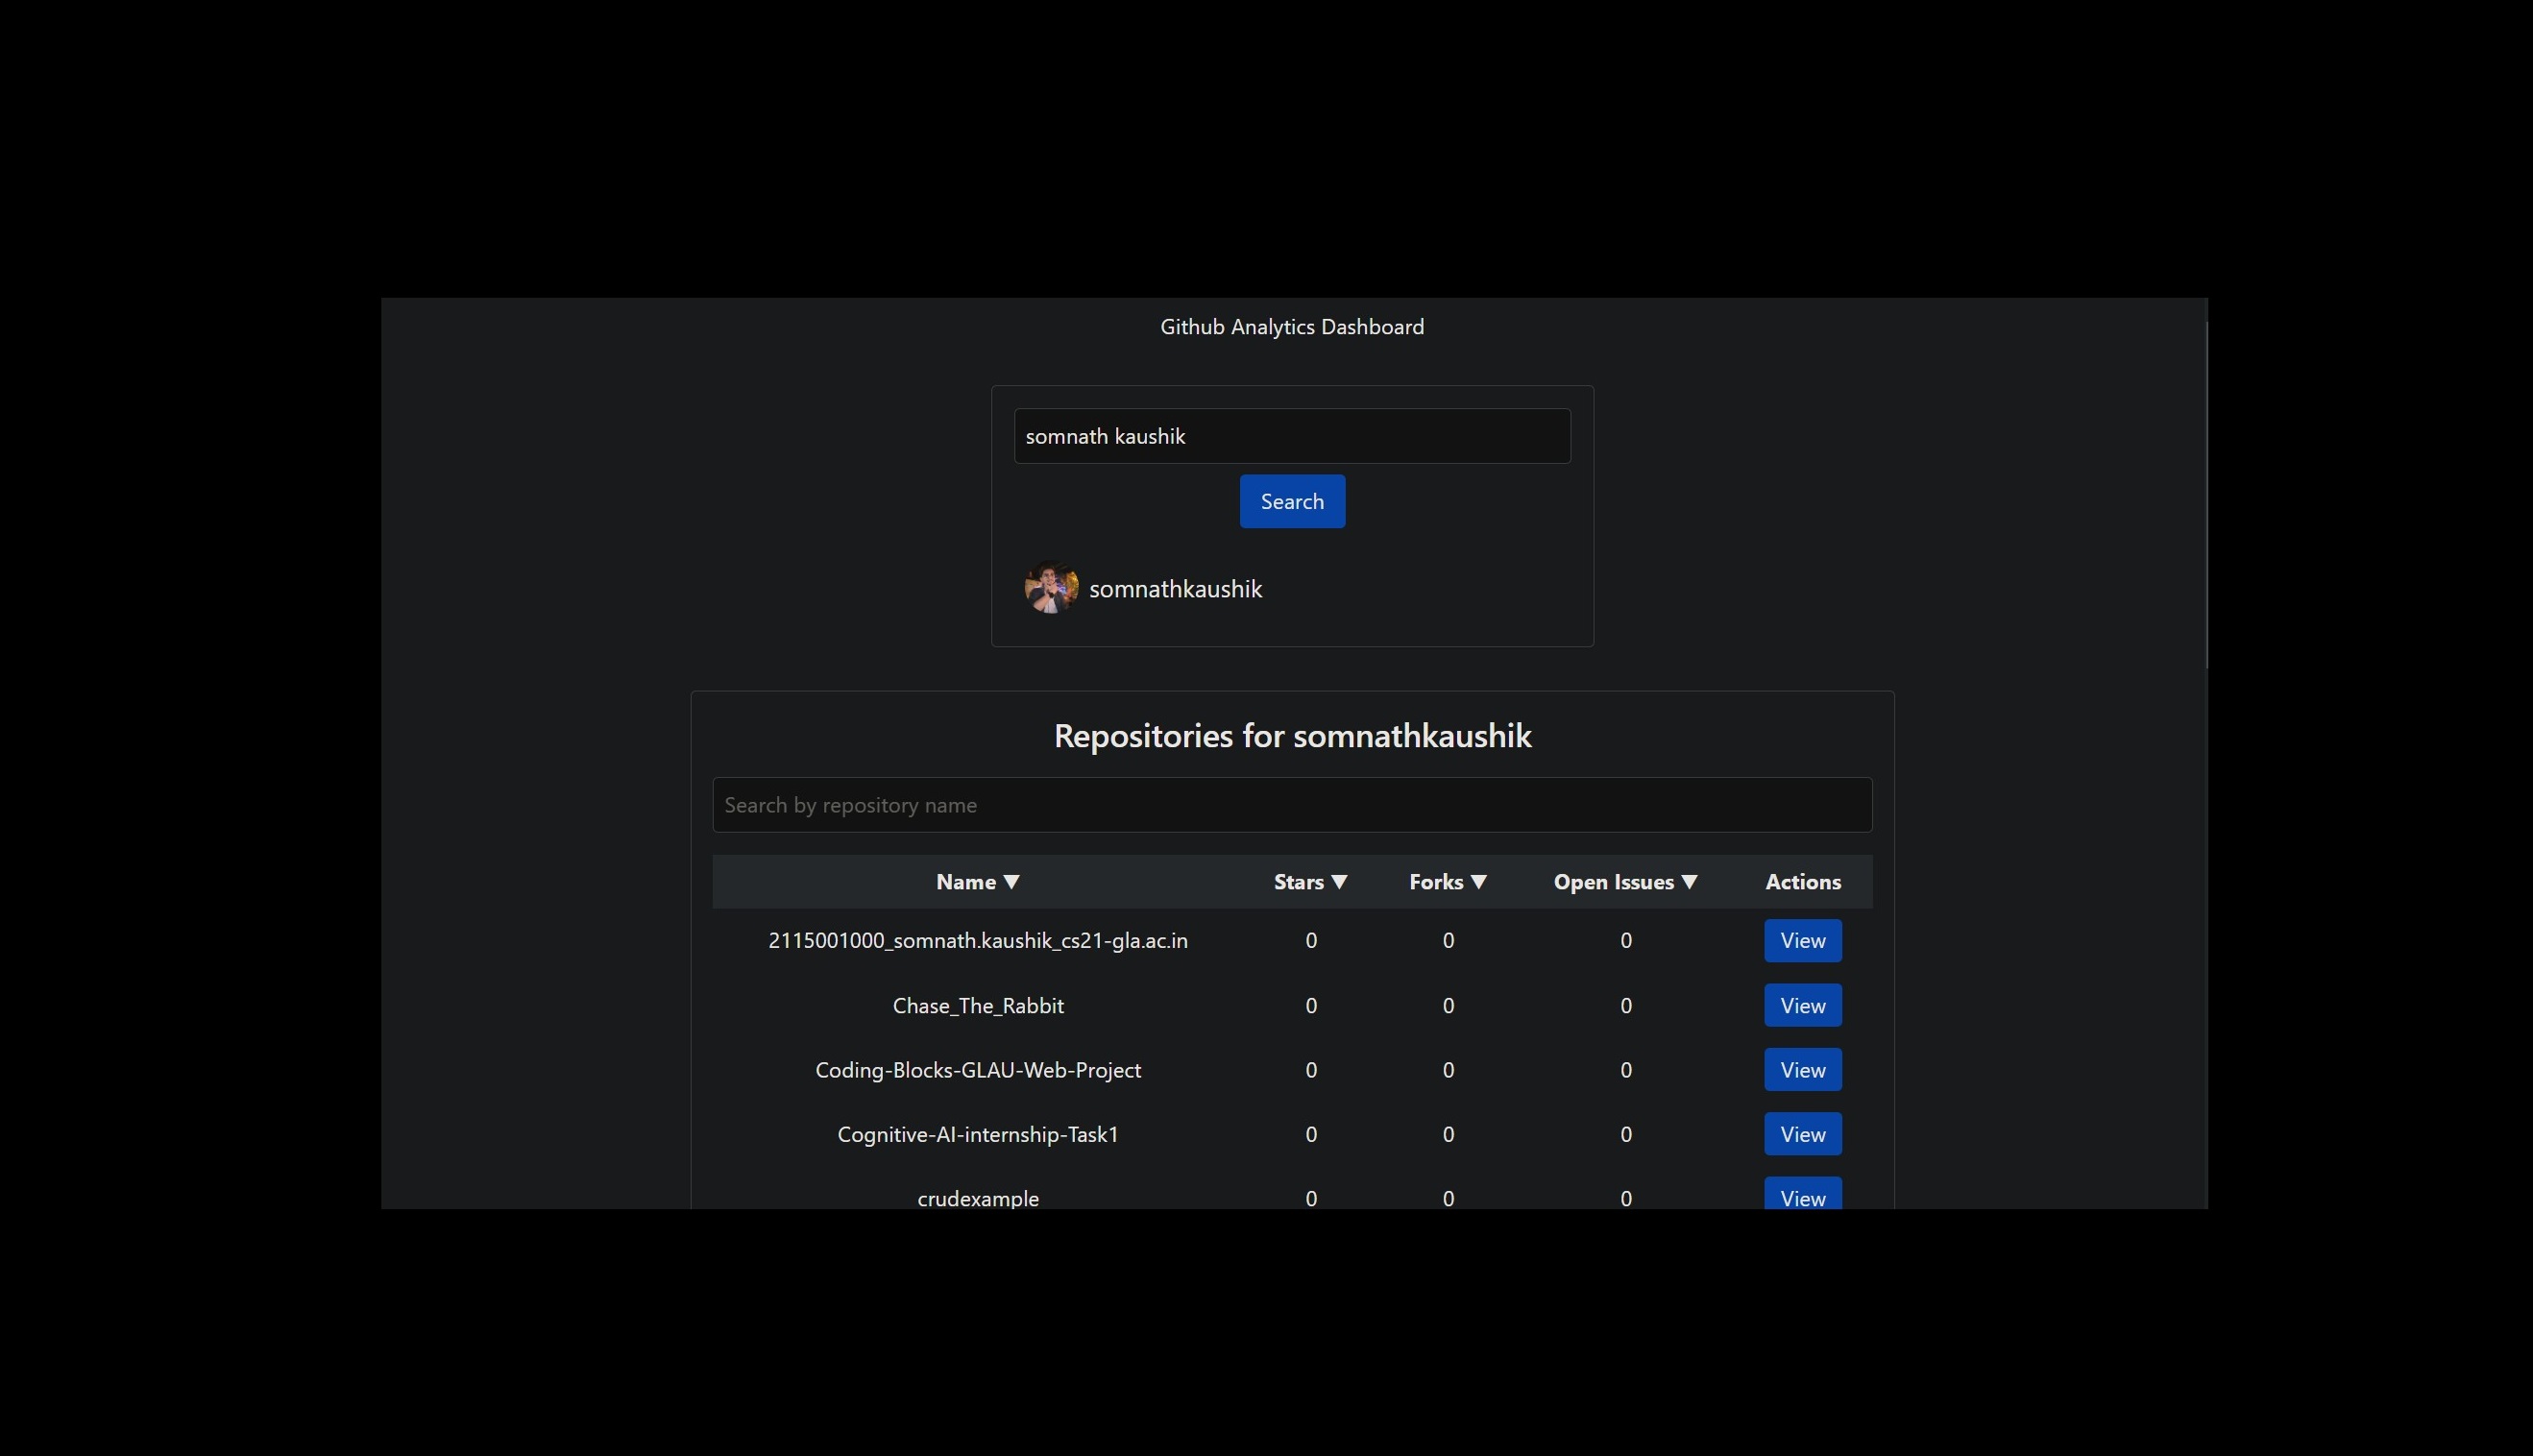 Github Analytics Dashboard
somnath kaushik
Search
somnathkaushik
Repositories for somnathkaushik
Search by repository name
Name ▼ Stars ▼ Forks ▼ Open Issues ▼ Actions
2115001000_somnath.kaushik_cs21-gla.ac.in 0 0 0 View
Chase_The_Rabbit 0 0 0 View
Coding-Blocks-GLAU-Web-Project 0 0 0 View
Cognitive-AI-internship-Task1 0 0 0 View
crudexample 0 0 0 View